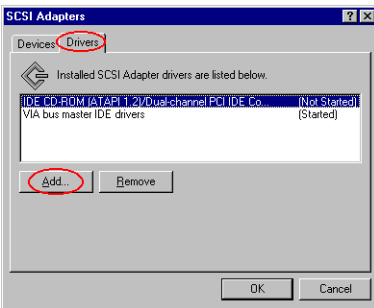 SCSI Adapters
Devices Drivers
Installed SCSI Adapter drivers are listed below.
IDE CD-ROM (ATAPI 1.2)/Dual-channel PCI IDE Co... (Not Started)
VIA bus master IDE drivers (Started)
Add... Remove
OK Cancel